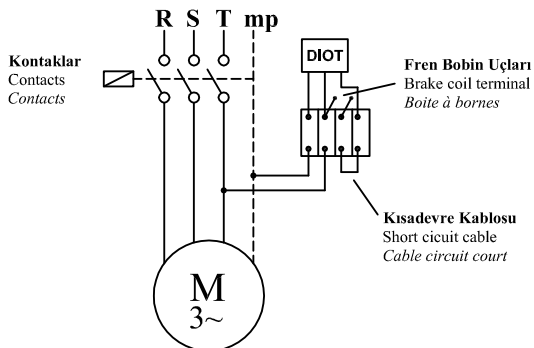 R S T mp
DIOT
Kontaklar
Contacts
Contacts
Fren Bobin Uçları
Brake coil terminal
Boite à bornes
Kısadevre Kablosu
Short cicuit cable
Cable circuit court
M
3~